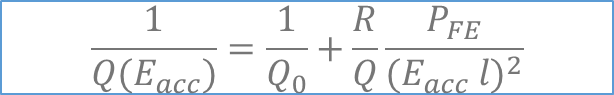 1/Q(E_acc) = 1/Q_0 + R/Q P_FE/(E_acc l)^2